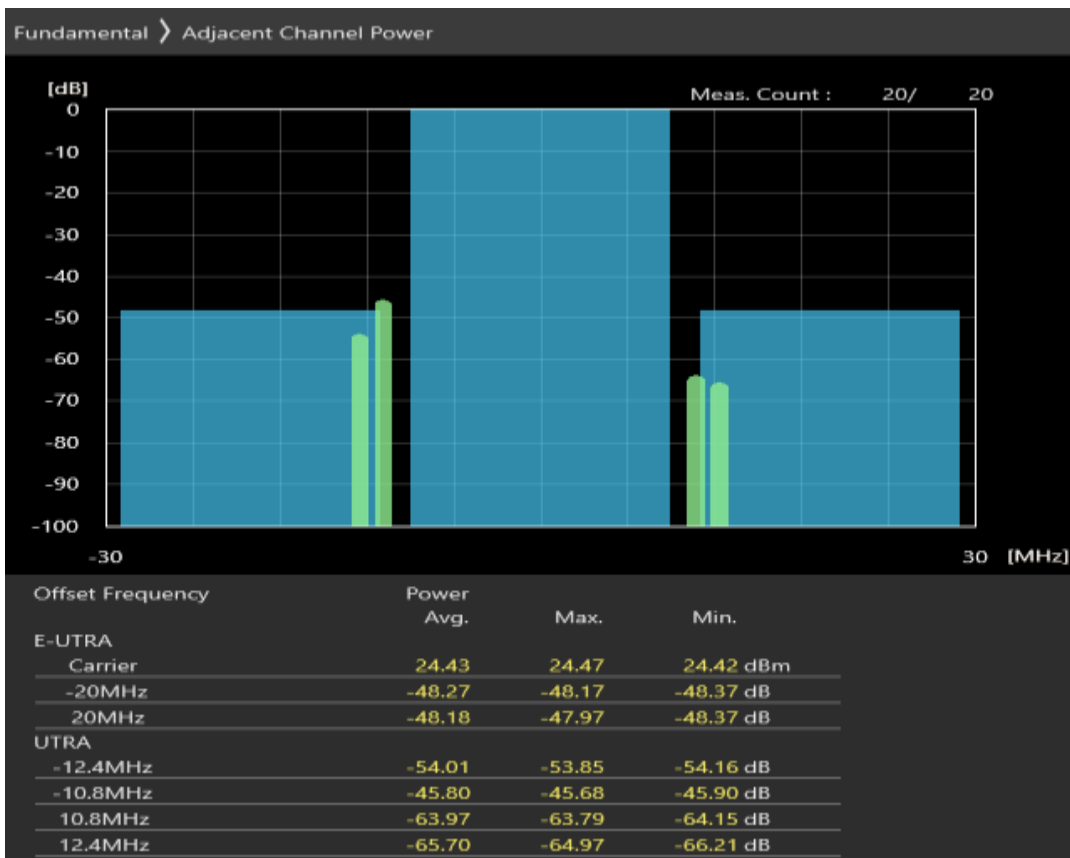 Fundamental 〉 Adjacent Channel Power
[dB]
Meas. Count : 20/ 20
0
-10
-20
-30
-40
-50
-60
-70
-80
-90
-100
-30 30 [MHz]
Offset Frequency Power
Avg. Max. Min.
E-UTRA
Carrier 24.43 24.47 24.42 dBm
-20MHz -48.27 -48.17 -48.37 dB
20MHz -48.18 -47.97 -48.37 dB
UTRA
-12.4MHz -54.01 -53.85 -54.16 dB
-10.8MHz -45.80 -45.68 -45.90 dB
10.8MHz -63.97 -63.79 -64.15 dB
12.4MHz -65.70 -64.97 -66.21 dB